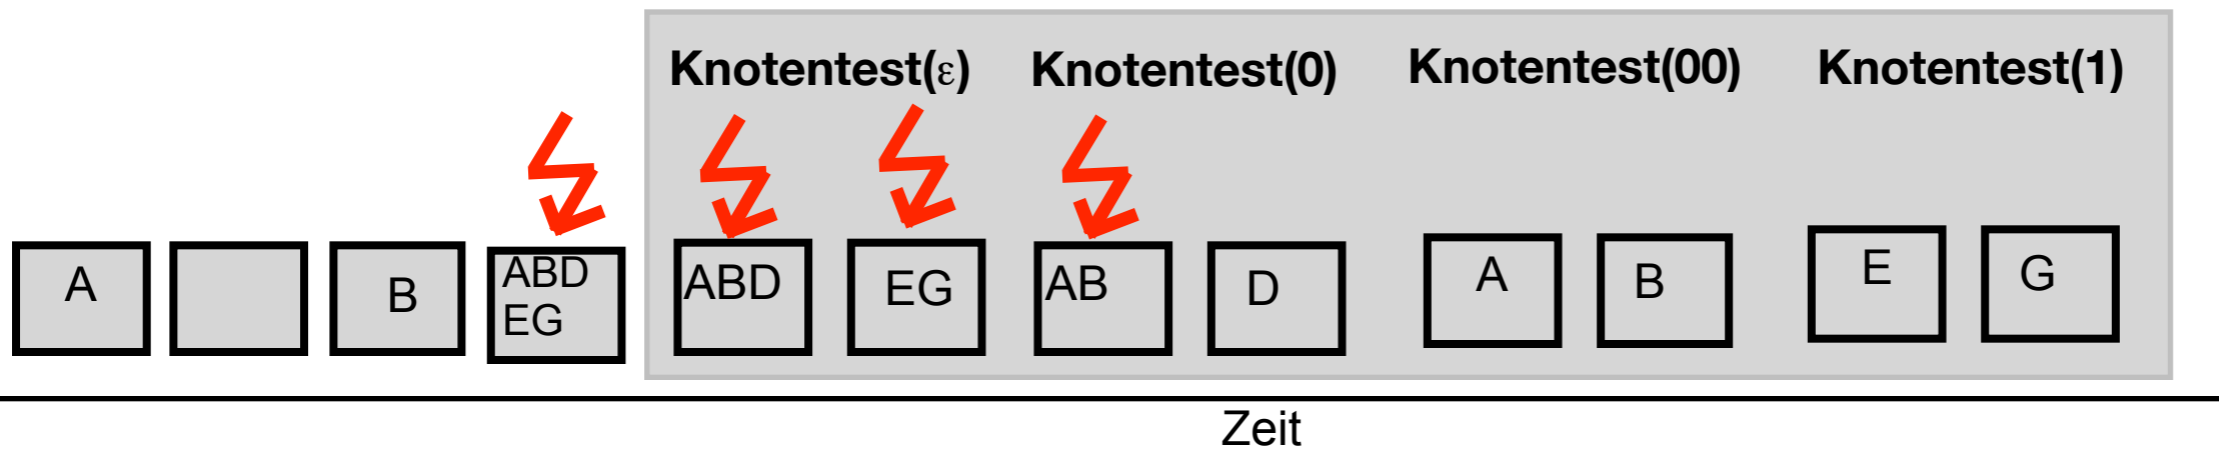 Knotentest(ε) Knotentest(0) Knotentest(00) Knotentest(1)
A
B
ABD
EG
ABD
EG
AB
D
A
B
E
G
Zeit